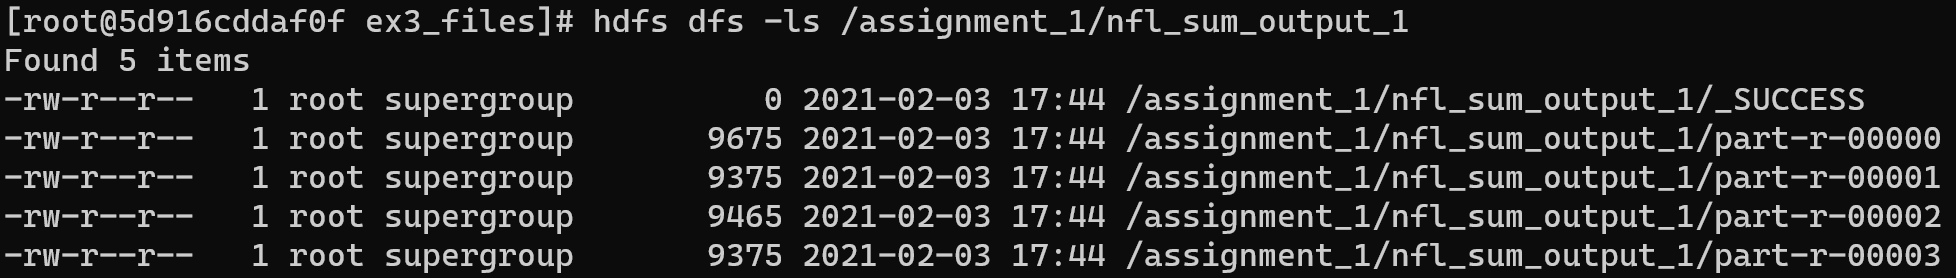 [root@5d916cddaf0f ex3_files]# hdfs dfs -ls /assignment_1/nfl_sum_output_1
Found 5 items
-rw-r--r--   1 root supergroup          0 2021-02-03 17:44 /assignment_1/nfl_sum_output_1/_SUCCESS
-rw-r--r--   1 root supergroup       9675 2021-02-03 17:44 /assignment_1/nfl_sum_output_1/part-r-00000
-rw-r--r--   1 root supergroup       9375 2021-02-03 17:44 /assignment_1/nfl_sum_output_1/part-r-00001
-rw-r--r--   1 root supergroup       9465 2021-02-03 17:44 /assignment_1/nfl_sum_output_1/part-r-00002
-rw-r--r--   1 root supergroup       9375 2021-02-03 17:44 /assignment_1/nfl_sum_output_1/part-r-00003